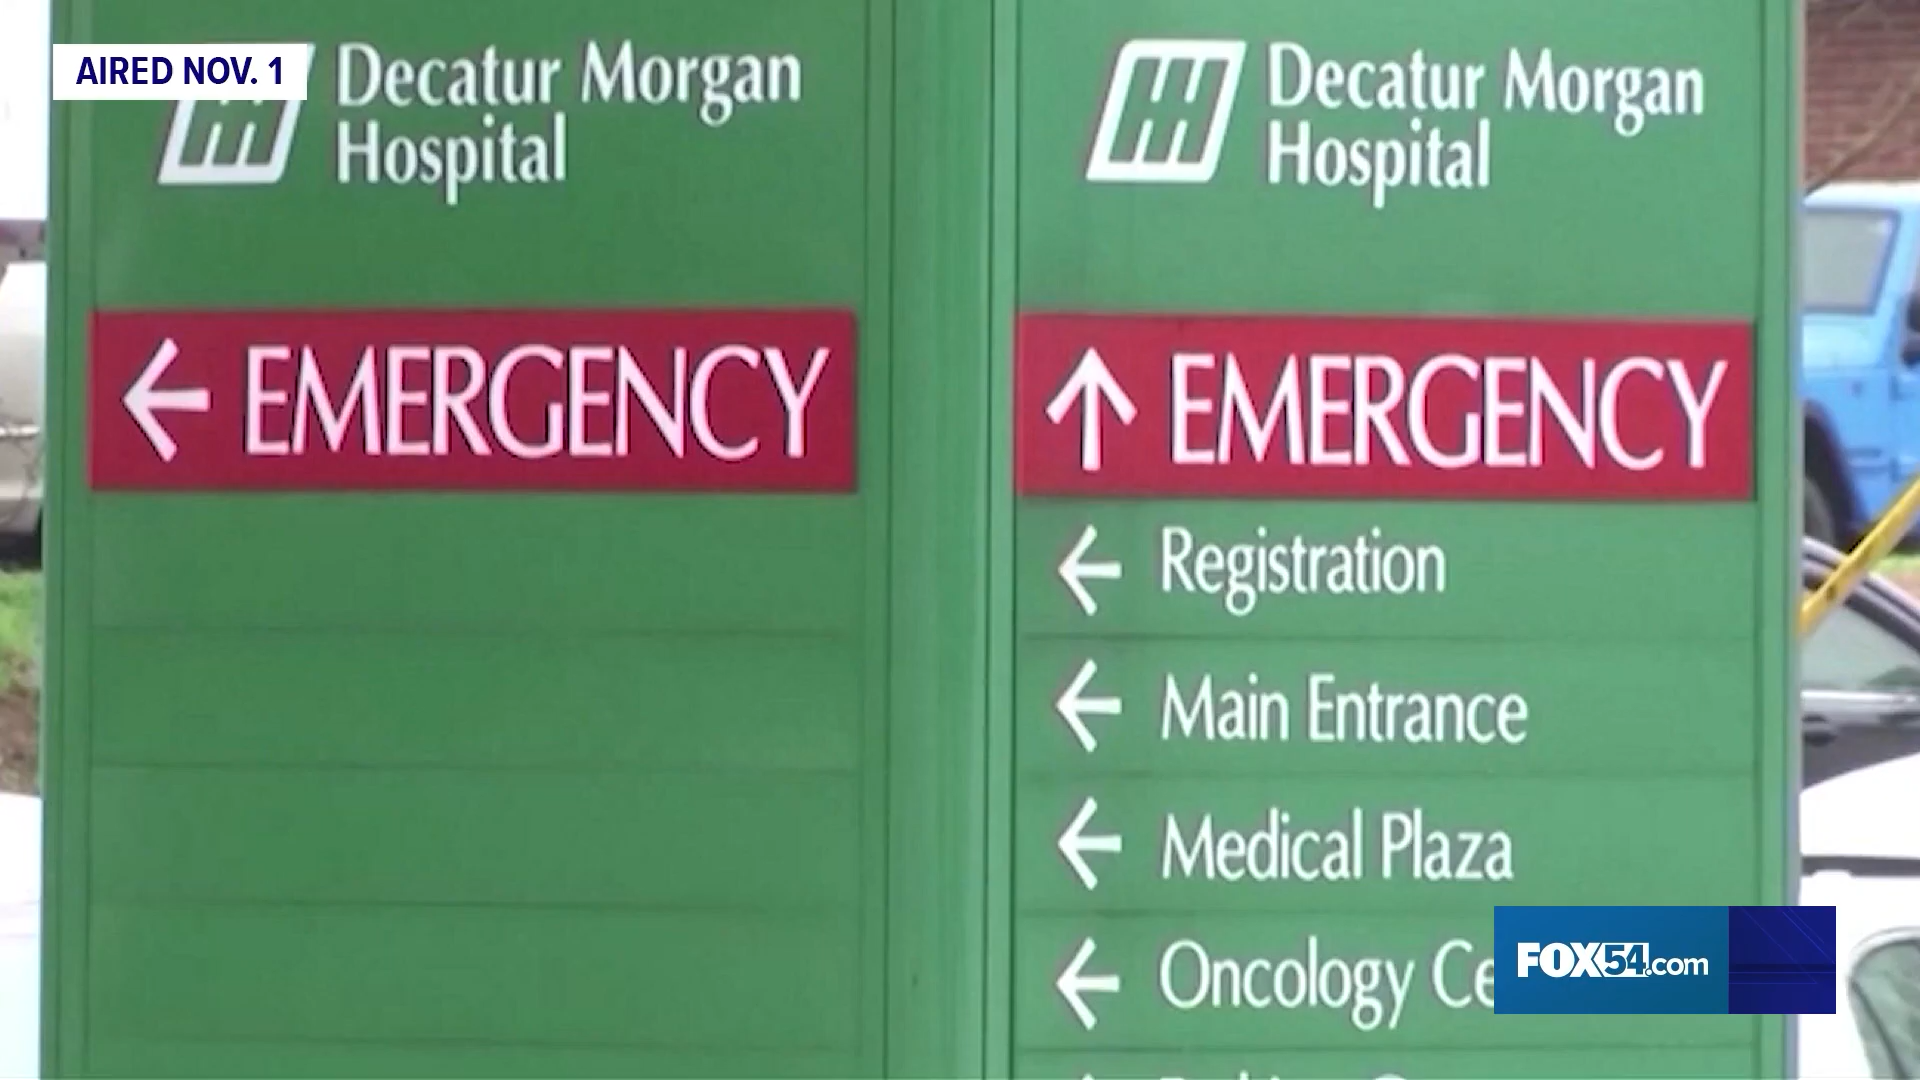 AIRED NOV. 1
Decatur Morgan
Hospital
EMERGENCY
Decatur Morgan
Hospital
EMERGENCY
Registration
Main Entrance
Medical Plaza
Oncology
FOX54.com